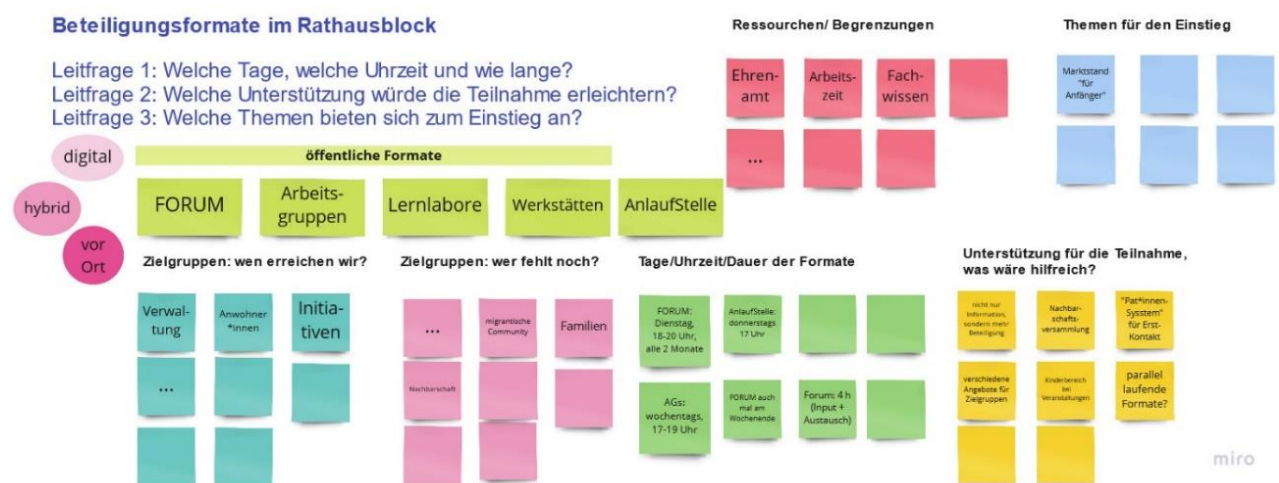 Beteiligungsformate im Rathausblock
Leitfrage 1: Welche Tage, welche Uhrzeit und wie lange?
Leitfrage 2: Welche Unterstützung würde die Teilnahme erleichtern?
Leitfrage 3: Welche Themen bieten sich zum Einstieg an?
digital
hybrid
vor
Ort
öffentliche Formate
FORUM
Arbeits-
gruppen
Lernlabore
Werkstätten
AnlaufStelle
Ressourchen/ Begrenzungen
Ehren-
amt
Arbeits-
zeit
Fach-
wissen
...
Themen für den Einstieg
Marktstand
"für
Anfänger"
Zielgruppen: wen erreichen wir?
Verwal-
tung
Anwohner
*innen
Initia-
tiven
...
Zielgruppen: wer fehlt noch?
...
migrantische
Community
Familien
Nachbarschaft
Tage/Uhrzeit/Dauer der Formate
FORUM:
Dienstag,
18-20 Uhr,
alle 2 Monate
AnlaufStelle:
donnerstags
17 Uhr
AGs:
wochentags,
17-19 Uhr
FORUM auch
mal am
Wochenende
Forum: 4 h
(Input +
Austausch)
Unterstützung für die Teilnahme,
was wäre hilfreich?
nicht nur
Information,
sondern mehr
Beteiligung
Nachbar-
schafts-
versammlung
"Pat*innen-
Sysstem"
für Erst-
Kontakt
verschiedene
Angebote für
Zielgruppen
Kinderbereich
bei
Veranstaltungen
parallel
laufende
Formate?
miro